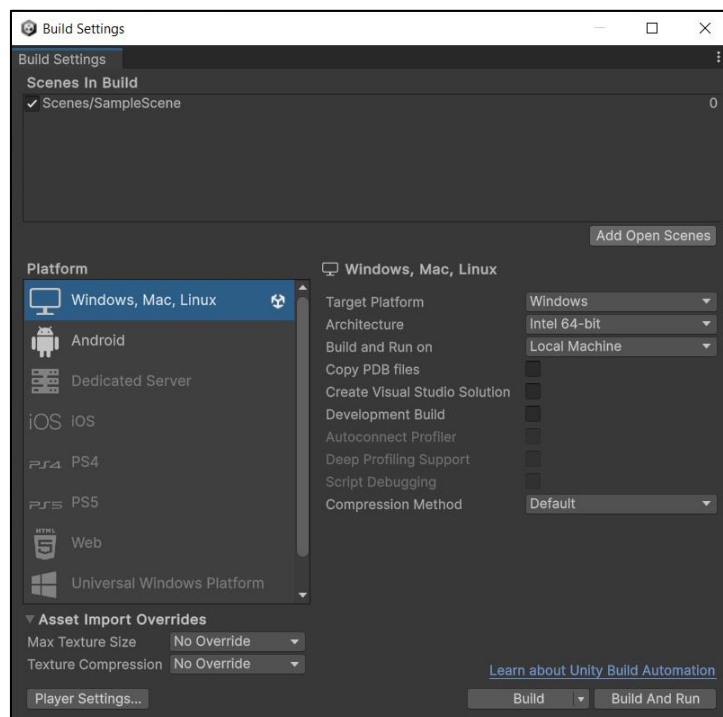 Build Settings
Build Settings
Scenes In Build
Scenes/SampleScene 0
Add Open Scenes
Platform
Windows, Mac, Linux
Android
Dedicated Server
iOS iOS
PS4 PS4
PS5 PS5
HTML 5 Web
Universal Windows Platform
Windows, Mac, Linux
Target Platform Windows
Architecture Intel 64-bit
Build and Run on Local Machine
Copy PDB files
Create Visual Studio Solution
Development Build
Autoconnect Profiler
Deep Profiling Support
Script Debugging
Compression Method Default
Asset Import Overrides
Max Texture Size No Override
Texture Compression No Override
Learn about Unity Build Automation
Player Settings... Build Build And Run